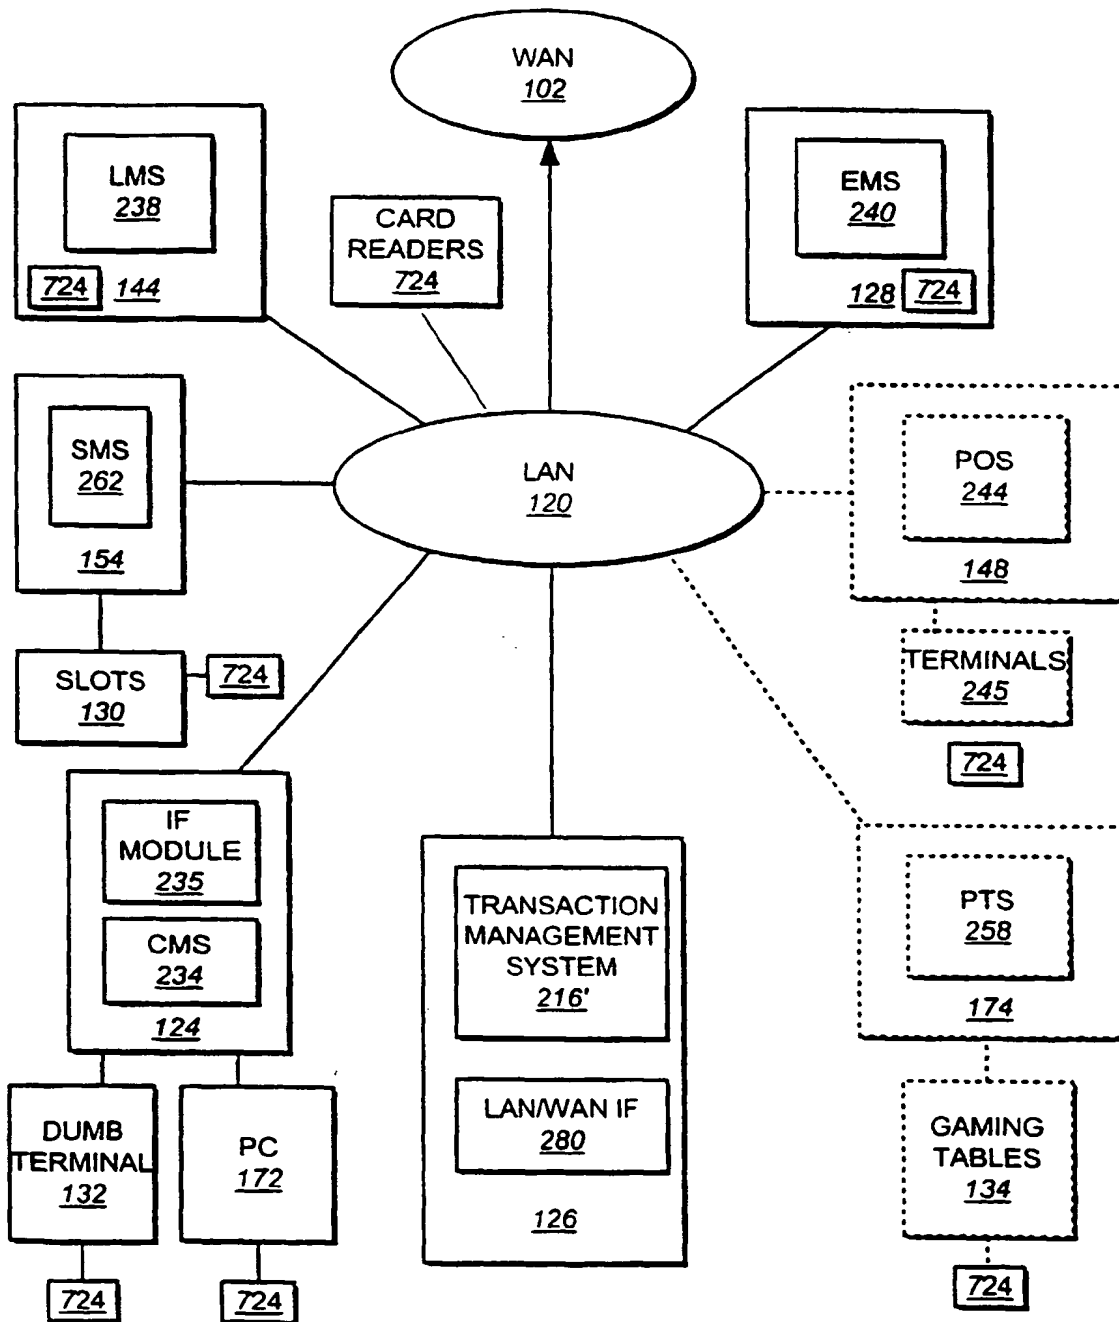 WAN
102
LMS
238
724
144
CARD
READERS
724
EMS
240
128
724
SMS
262
154
LAN
120
POS
244
148
SLOTS
130
724
TERMINALS
245
724
IF
MODULE
235
CMS
234
124
TRANSACTION
MANAGEMENT
SYSTEM
216'
LAN/WAN IF
280
126
PTS
258
174
DUMB
TERMINAL
132
PC
172
GAMING
TABLES
134
724
724
724